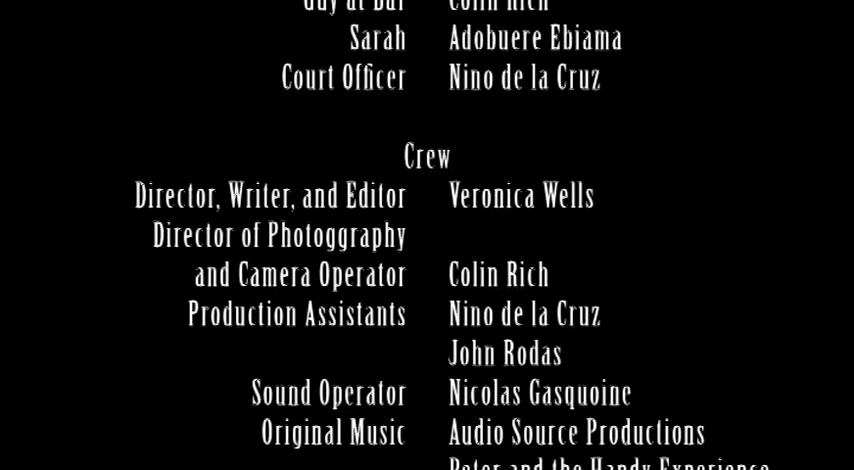 Guy at Bar Colin Rich
Sarah Adobuere Ebiama
Court Officer Nino de la Cruz
Crew
Director, Writer, and Editor Veronica Wells
Director of Photoggraphy
and Camera Operator Colin Rich
Production Assistants Nino de la Cruz
John Rodas
Sound Operator Nicolas Gasquoine
Original Music Audio Source Productions
Peter and the Handy Experience